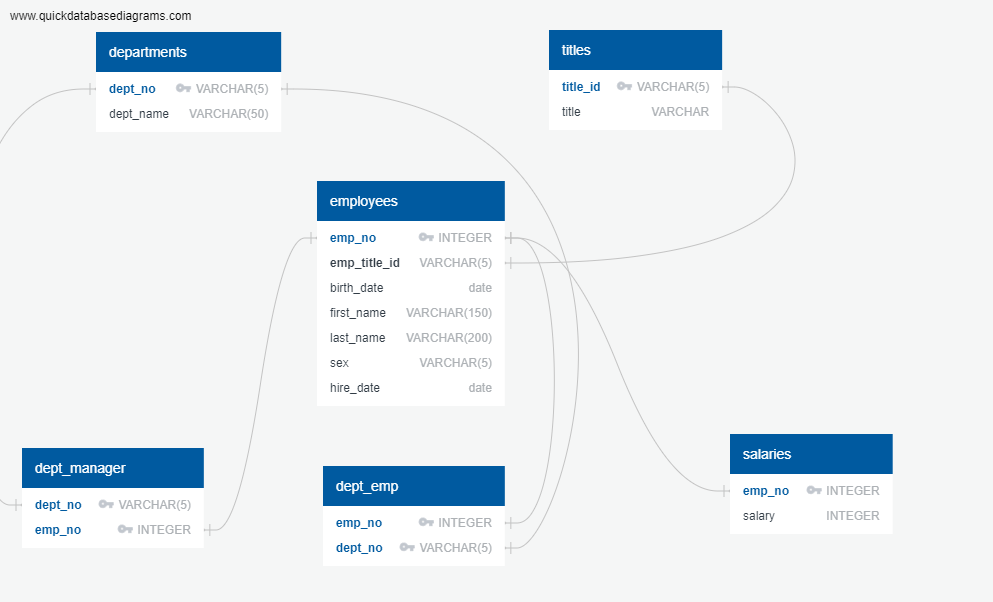 www.quickdatabasediagrams.com
departments
dept_no VARCHAR(5)
dept_name VARCHAR(50)
titles
title_id VARCHAR(5)
title VARCHAR
employees
emp_no INTEGER
emp_title_id VARCHAR(5)
birth_date date
first_name VARCHAR(150)
last_name VARCHAR(200)
sex VARCHAR(5)
hire_date date
dept_manager
dept_no VARCHAR(5)
emp_no INTEGER
dept_emp
emp_no INTEGER
dept_no VARCHAR(5)
salaries
emp_no INTEGER
salary INTEGER